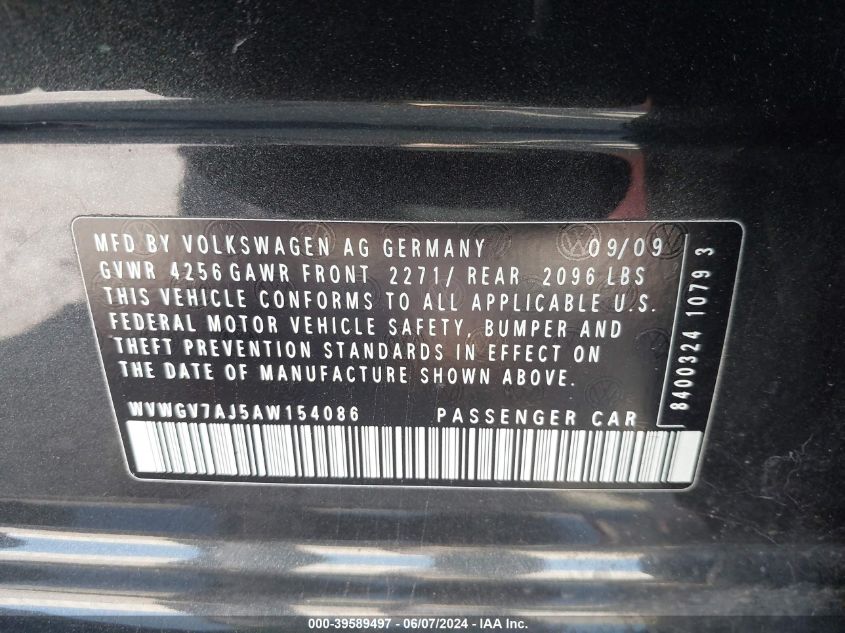 MFD BY VOLKSWAGEN AG GERMANY 09/09
GVWR 4256 GAWR FRONT 2271/ REAR 2096 LBS
THIS VEHICLE CONFORMS TO ALL APPLICABLE U.S.
FEDERAL MOTOR VEHICLE SAFETY, BUMPER AND
THEFT PREVENTION STANDARDS IN EFFECT ON
THE DATE OF MANUFACTURE SHOWN ABOVE.
WVWGV7AJ5AW154086 PASSENGER CAR
8400324 1079 3
000-39589497 - 06/07/2024 - IAA Inc.